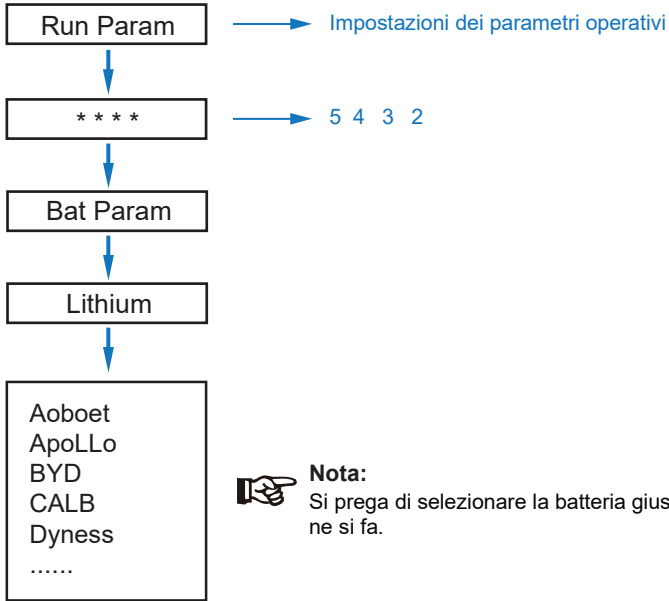 Run Param
Impostazioni dei parametri operativi
* * * *
5 4 3 2
Bat Param
Lithium
Aoboet
ApoLLo
BYD
CALB
Dyness
......
Nota:
Si prega di selezionare la batteria gius
ne si fa.